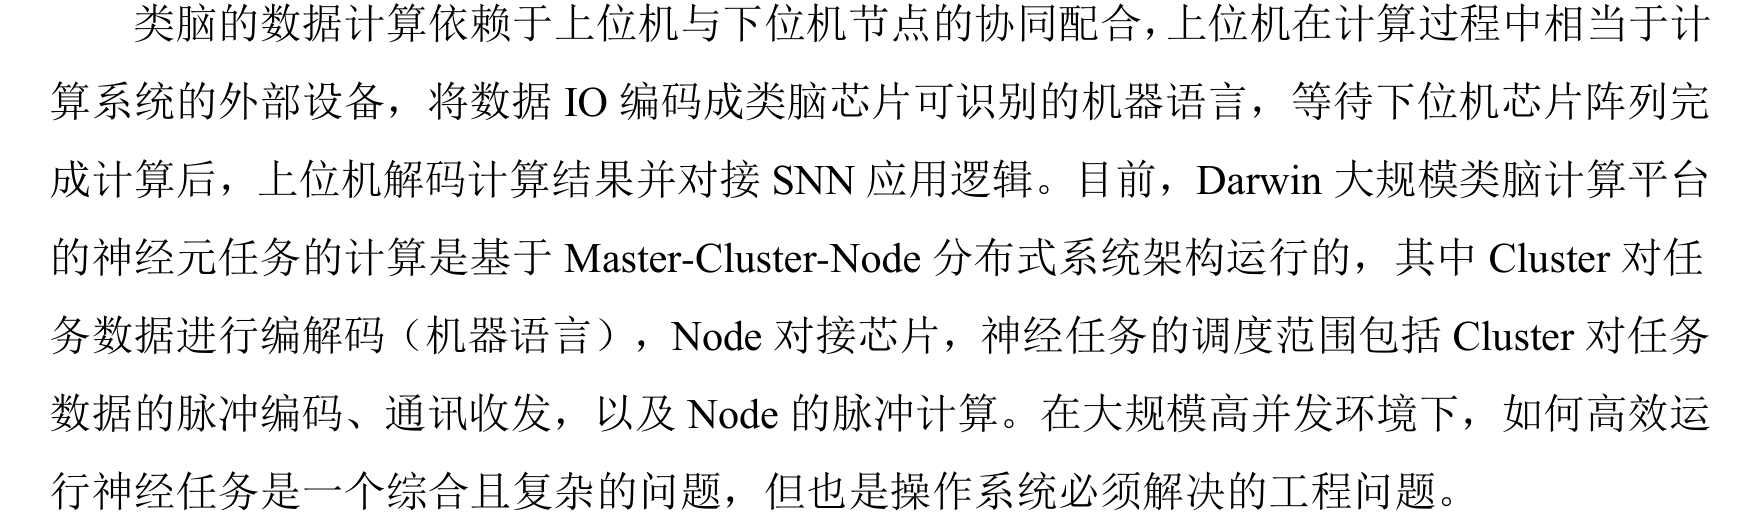 类脑的数据计算依赖于上位机与下位机节点的协同配合，上位机在计算过程中相当于计
算系统的外部设备，将数据 IO 编码成类脑芯片可识别的机器语言，等待下位机芯片阵列完
成计算后，上位机解码计算结果并对接 SNN 应用逻辑。目前，Darwin 大规模类脑计算平台
的神经元任务的计算是基于 Master-Cluster-Node 分布式系统架构运行的，其中 Cluster 对任
务数据进行编解码（机器语言），Node 对接芯片，神经任务的调度范围包括 Cluster 对任务
数据的脉冲编码、通讯收发，以及 Node 的脉冲计算。在大规模高并发环境下，如何高效运
行神经任务是一个综合且复杂的问题，但也是操作系统必须解决的工程问题。